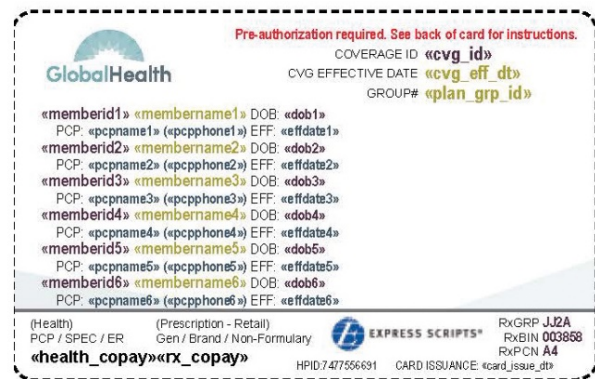 Pre-authorization required. See back of card for instructions.
GlobalHealth
COVERAGE ID «cvg_id»
CVG EFFECTIVE DATE «cvg_eff_dt»
GROUP# «plan_grp_id»
«memberid1» «membername1» DOB: «dob1»
PCP: «pcpname1» («pcpphone1») EFF: «effdate1»
«memberid2» «membername2» DOB: «dob2»
PCP: «pcpname2» («pcpphone2») EFF: «effdate2»
«memberid3» «membername3» DOB: «dob3»
PCP: «pcpname3» («pcpphone3») EFF: «effdate3»
«memberid4» «membername4» DOB: «dob4»
PCP: «pcpname4» («pcpphone4») EFF: «effdate4»
«memberid5» «membername5» DOB: «dob5»
PCP: «pcpname5» («pcpphone5») EFF: «effdate5»
«memberid6» «membername6» DOB: «dob6»
PCP: «pcpname6» («pcpphone6») EFF: «effdate6»
(Health) (Prescription - Retail)
PCP / SPEC / ER Gen / Brand / Non-Formulary
«health_copay»«rx_copay»
EXPRESS SCRIPTS®
RxGRP JJ2A
RxBIN 003858
RxPCN A4
HPID:7477556691 CARD ISSUANCE: «card_issue_dt»